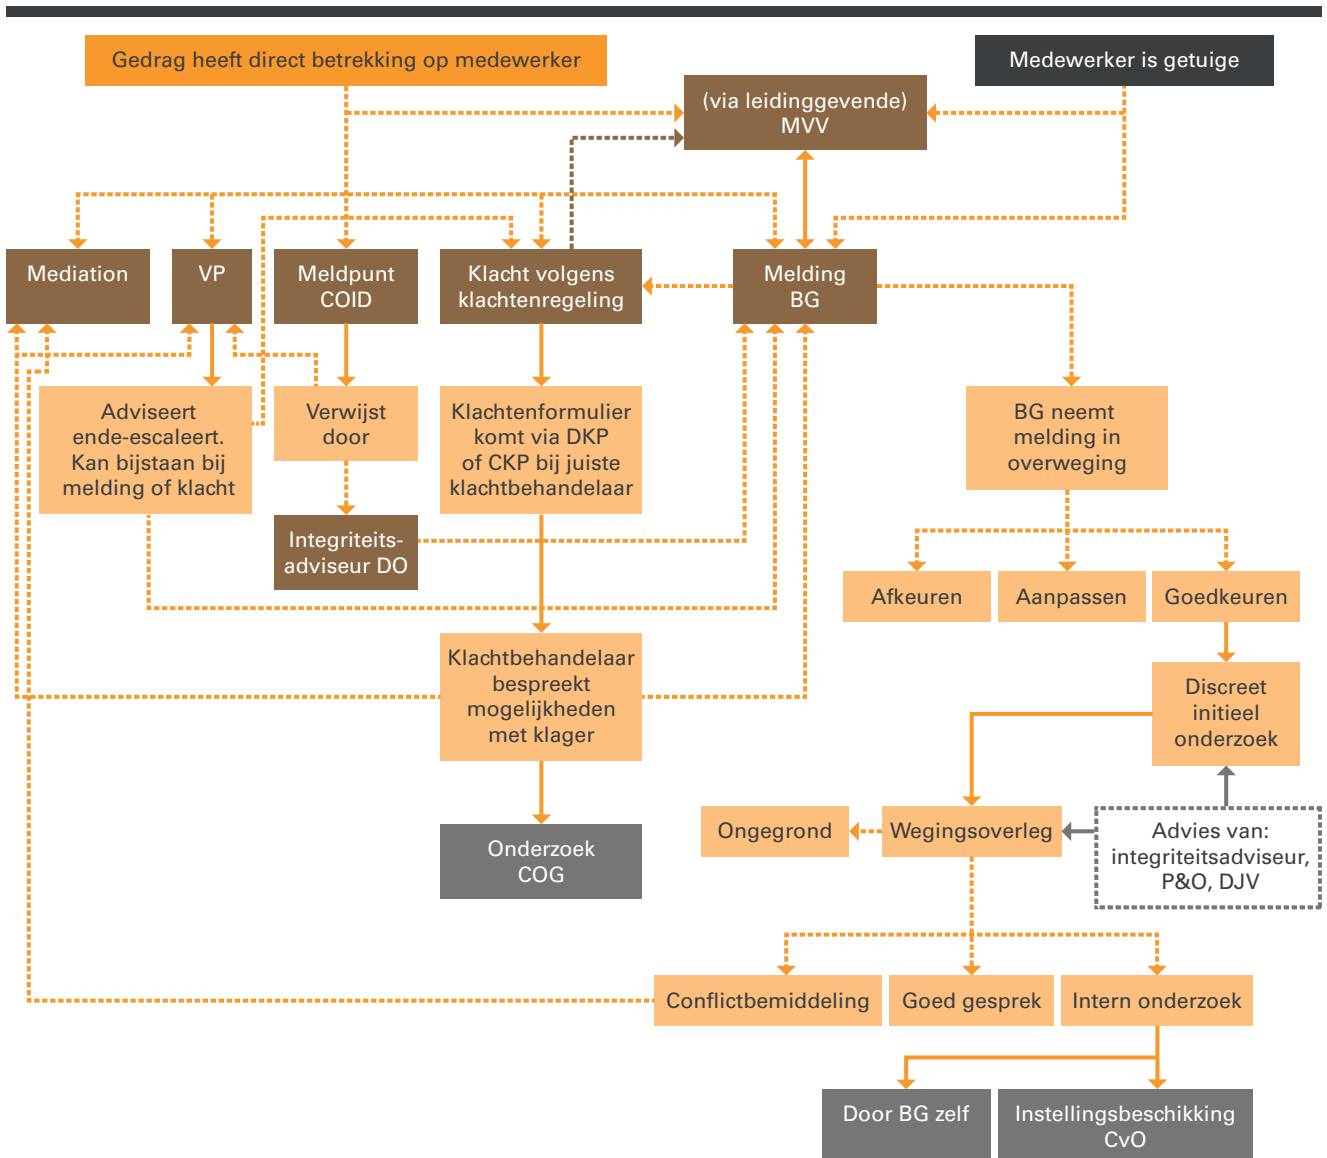 Gedrag heeft direct betrekking op medewerker
Medewerker is getuige
(via leidinggevende)
MVV
Mediation
VP
Meldpunt
COID
Klacht volgens
klachtenregeling
Melding
BG
Adviseert
ende-escaleert.
Kan bijstaan bij
melding of klacht
Verwijst
door
Klachtenformulier
komt via DKP
of CKP bij juiste
klachtbehandelaar
BG neemt
melding in
overweging
Integriteits-
adviseur DO
Afkeuren
Aanpassen
Goedkeuren
Klachtbehandelaar
bespreekt
mogelijkheden
met klager
Discreet
initieel
onderzoek
Ongegrond
Wegingsoverleg
Advies van:
integriteitsadviseur,
P&O, DJV
Onderzoek
COG
Conflictbemiddeling
Goed gesprek
Intern onderzoek
Door BG zelf
Instellingsbeschikking
CvO